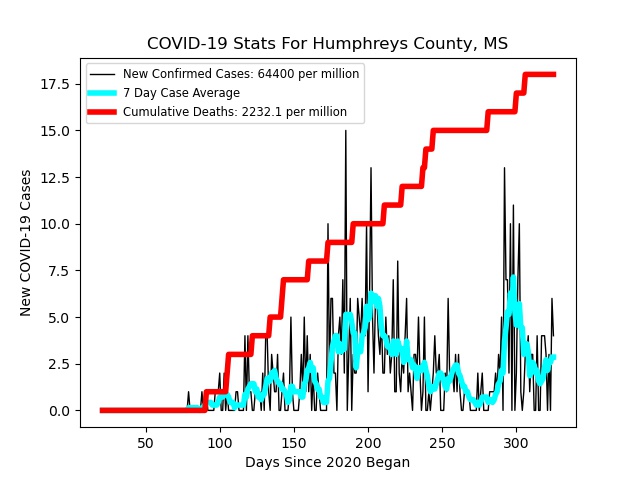 COVID-19 Stats For Humphreys County, MS
New Confirmed Cases: 64400 per million
7 Day Case Average
Cumulative Deaths: 2232.1 per million
New COVID-19 Cases
17.5
15.0
12.5
10.0
7.5
5.0
2.5
0.0
50 100 150 200 250 300
Days Since 2020 Began